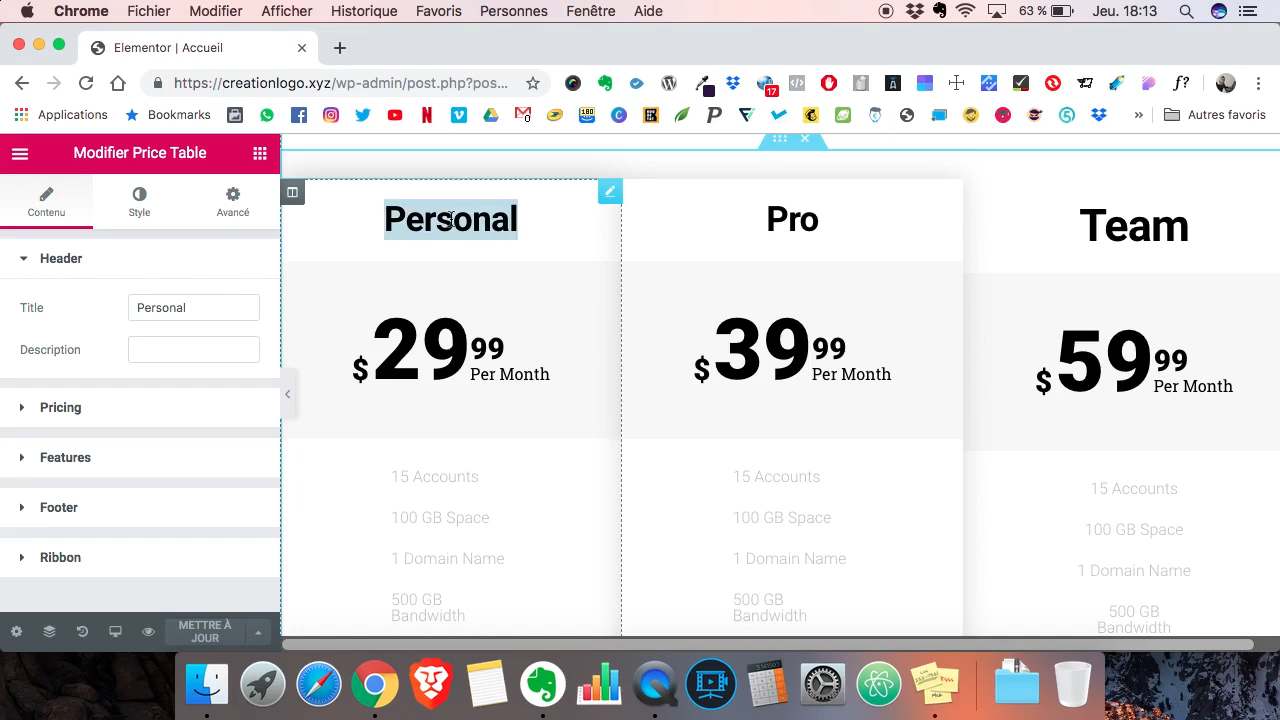 Chrome Fichier Modifier Afficher Historique Favoris Personnes Fenêtre Aide 63 % Jeu. 18:13
Elementor | Accueil
https://creationlogo.xyz/wp-admin/post.php?pos...
17
f?
Applications Bookmarks Autres favoris
Modifier Price Table
Contenu Style Avancé
Header
Title Personal
Description
Pricing
Features
Footer
Ribbon
METTRE À
JOUR
Personal Pro Team
$ 29 99 Per Month
$ 39 99 Per Month
$ 59 99 Per Month
15 Accounts
100 GB Space
1 Domain Name
500 GB
Bandwidth
15 Accounts
100 GB Space
1 Domain Name
500 GB
Bandwidth
15 Accounts
100 GB Space
1 Domain Name
500 GB
Bandwidth